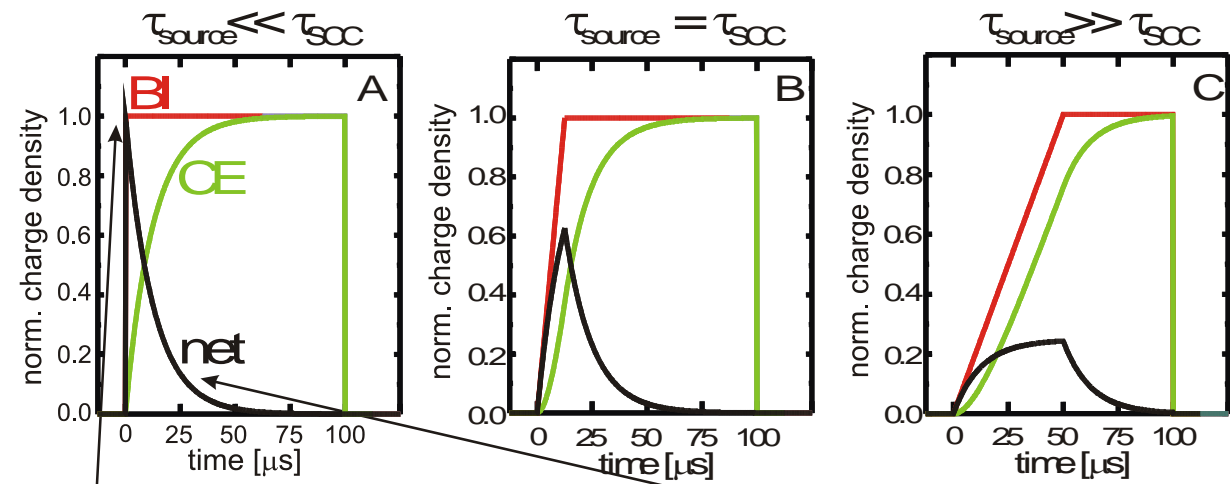 τsource << τSCC
τsource = τSCC
τsource >> τSCC
BI
A
CE
net
norm. charge density
1.0
0.8
0.6
0.4
0.2
0.0
0
25
50
75
100
time [μs]
B
norm. charge density
1.0
0.8
0.6
0.4
0.2
0.0
0
25
50
75
100
time [μs]
C
norm. charge density
1.0
0.8
0.6
0.4
0.2
0.0
0
25
50
75
100
time [μs]